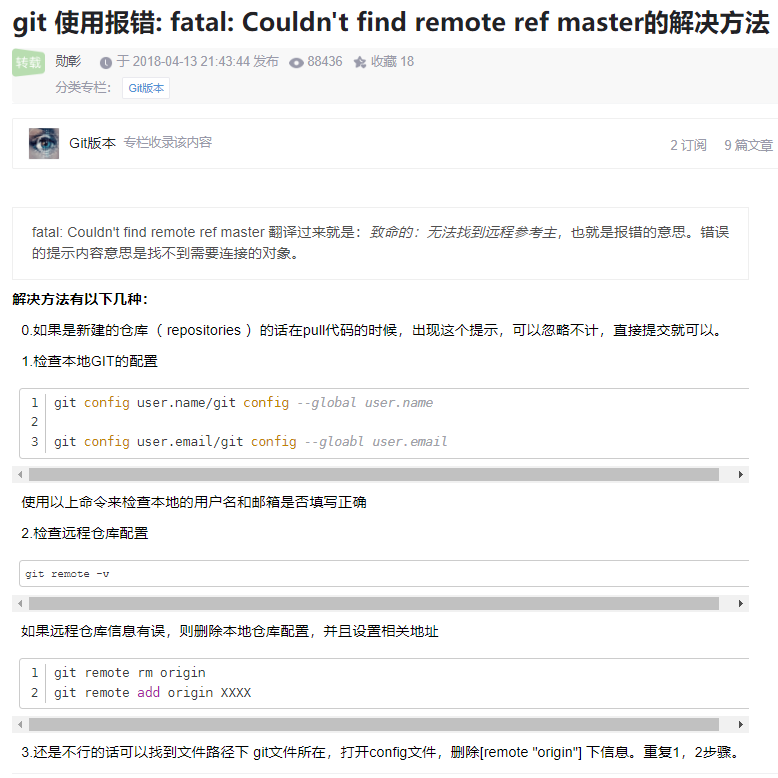 git 使用报错: fatal: Couldn't find remote ref master的解决方法
转载 勋彰 于 2018-04-13 21:43:44 发布 88436 收藏 18
分类专栏： Git版本
Git版本 专栏收录该内容 2 订阅 9 篇文章
fatal: Couldn't find remote ref master 翻译过来就是：致命的：无法找到远程参考主，也就是报错的意思。错误
的提示内容意思是找不到需要连接的对象。
解决方法有以下几种：
0.如果是新建的仓库（ repositories ）的话在pull代码的时候，出现这个提示，可以忽略不计，直接提交就可以。
1.检查本地GIT的配置
1 git config user.name/git config --global user.name
2
3 git config user.email/git config --gloabl user.email
使用以上命令来检查本地的用户名和邮箱是否填写正确
2.检查远程仓库配置
git remote -v
如果远程仓库信息有误，则删除本地仓库配置，并且设置相关地址
1 git remote rm origin
2 git remote add origin XXXX
3.还是不行的话可以找到文件路径下 git文件所在，打开config文件，删除[remote "origin"] 下信息。重复1，2步骤。